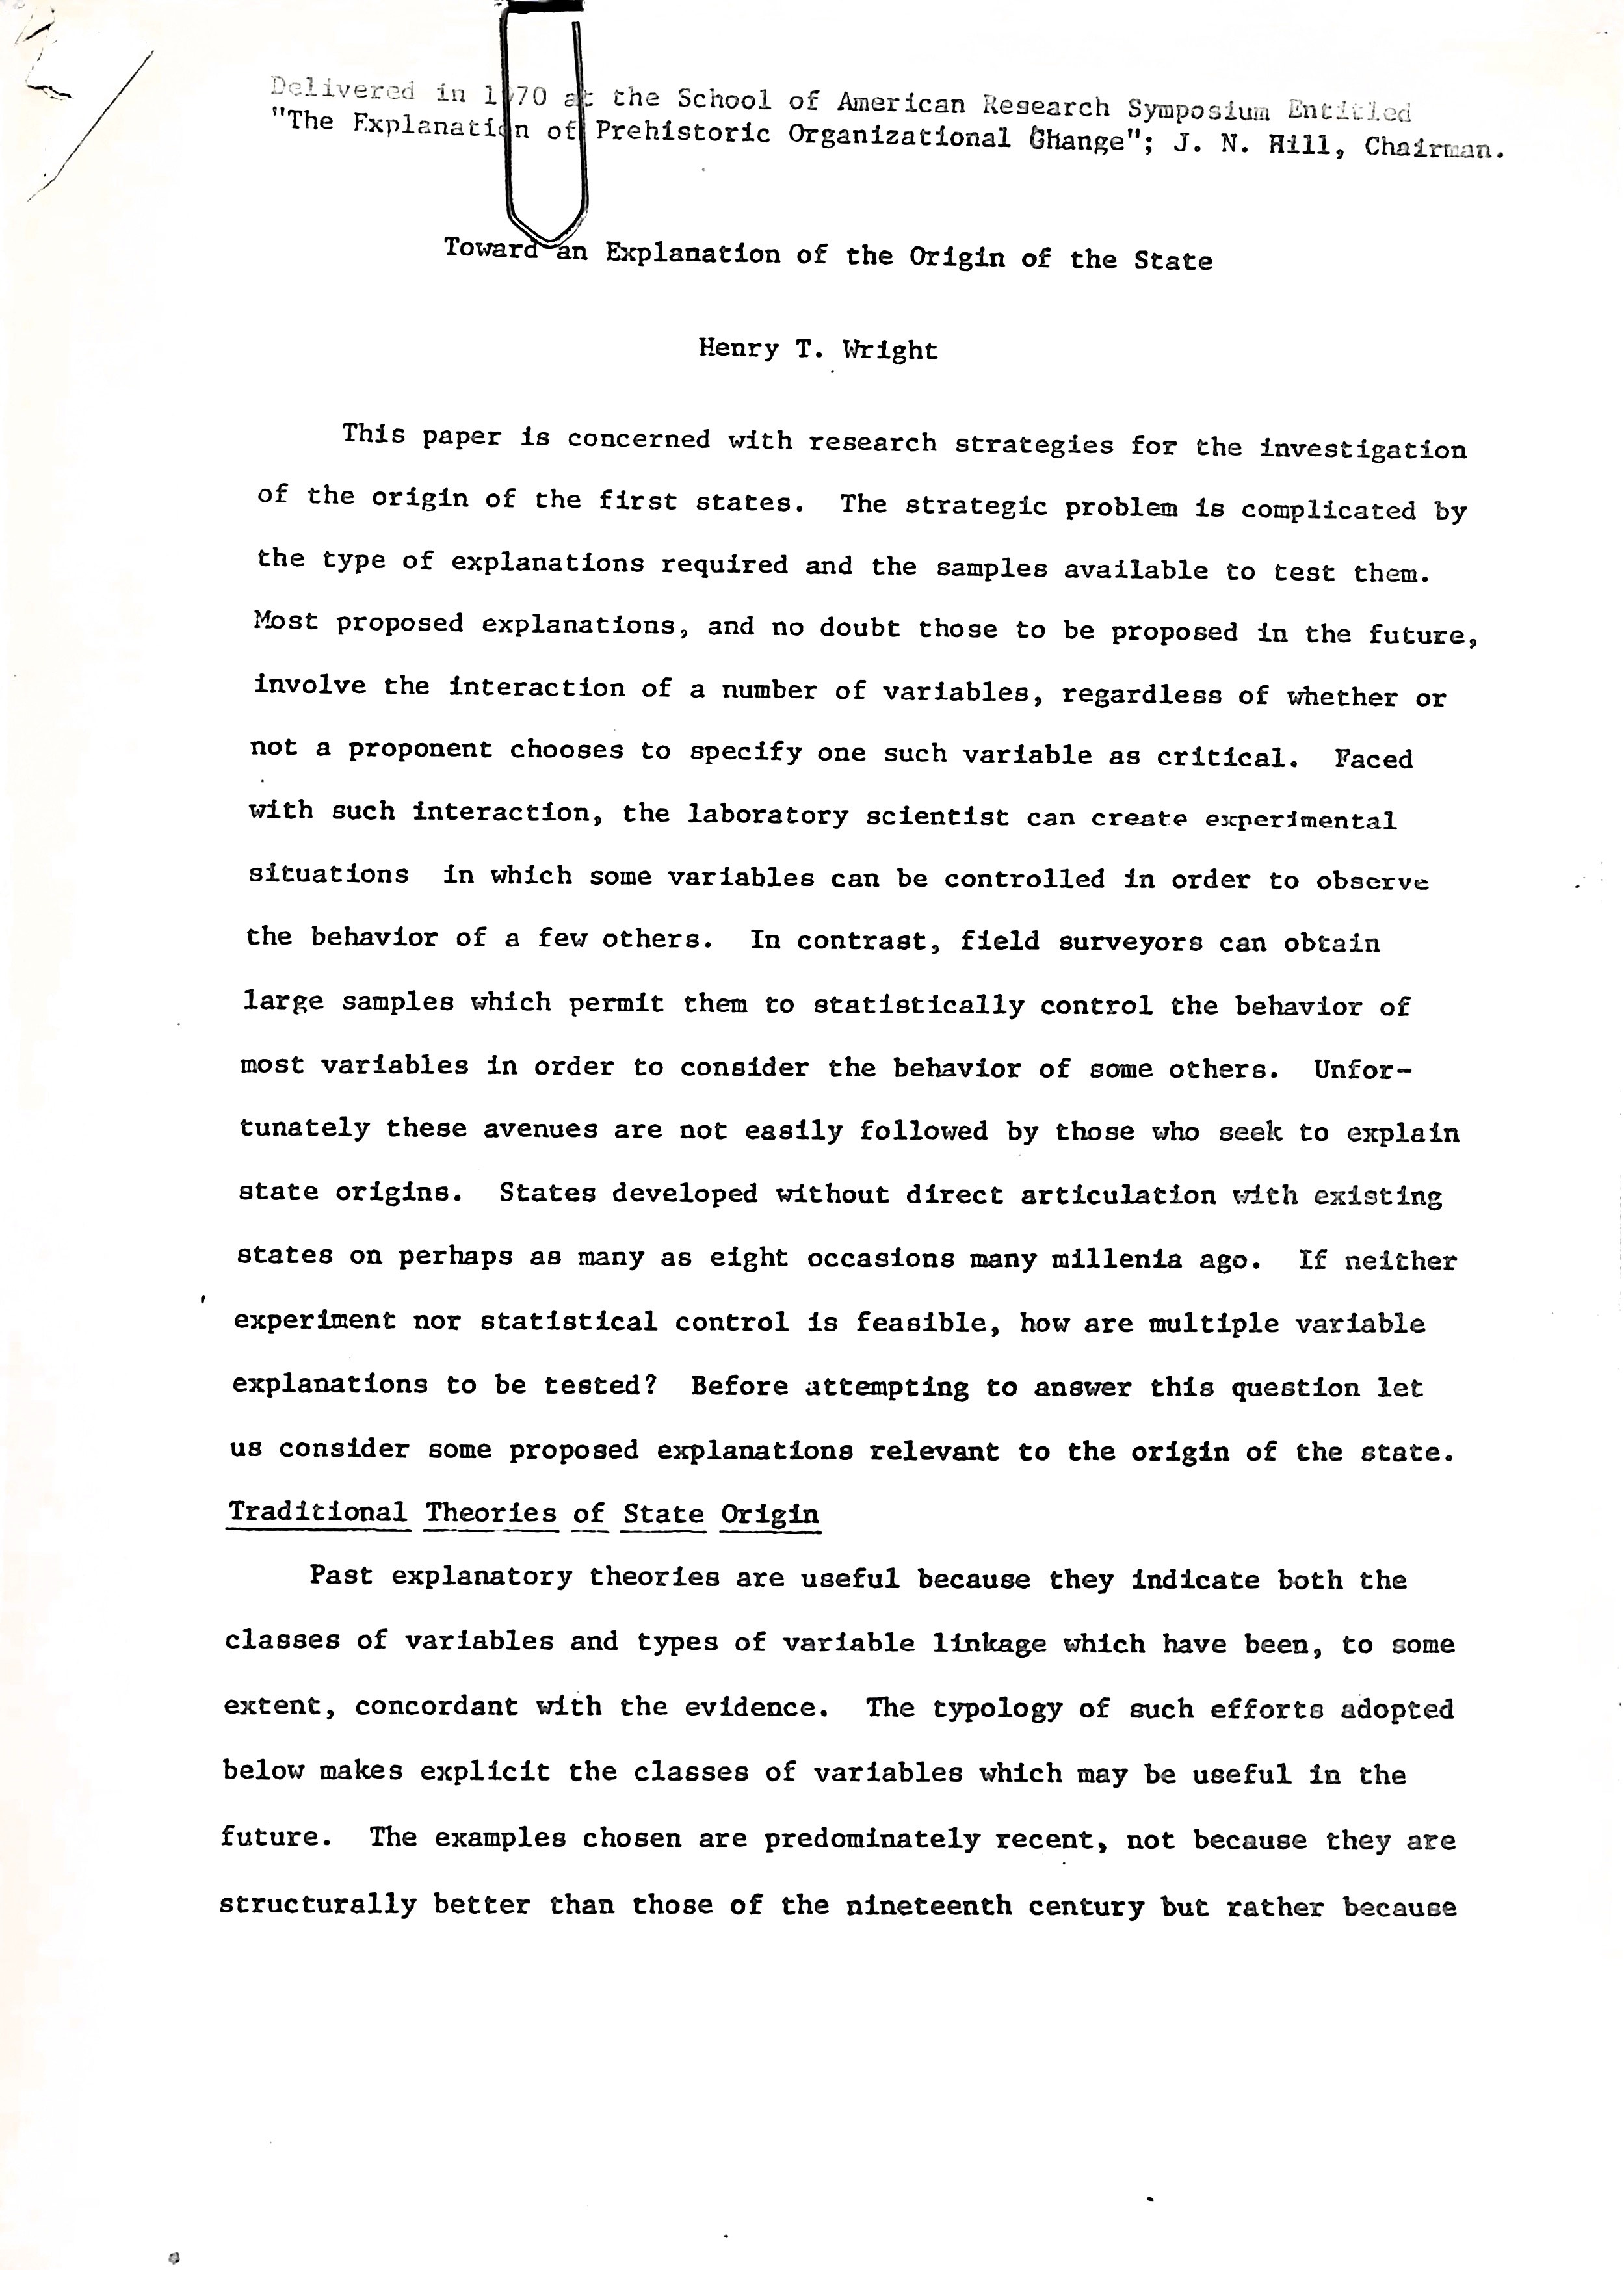 Delivered in 1970 at the School of American Research Symposium Entitled
"The Explanation of Prehistoric Organizational Ghange"; J. N. Hill, Chairman.
Toward an Explanation of the Origin of the State
Henry T. Wright
This paper is concerned with research strategies for the investigation
of the origin of the first states. The strategic problem is complicated by
the type of explanations required and the samples available to test them.
Most proposed explanations, and no doubt those to be proposed in the future,
involve the interaction of a number of variables, regardless of whether or
not a proponent chooses to specify one such variable as critical. Faced
with such interaction, the laboratory scientist can create experimental
situations in which some variables can be controlled in order to observe
the behavior of a few others. In contrast, field surveyors can obtain
large samples which permit them to statistically control the behavior of
most variables in order to consider the behavior of some others. Unfor-
tunately these avenues are not easily followed by those who seek to explain
state origins. States developed without direct articulation with existing
states on perhaps as many as eight occasions many millenia ago. If neither
experiment nor statistical control is feasible, how are multiple variable
explanations to be tested? Before attempting to answer this question let
us consider some proposed explanations relevant to the origin of the state.
Traditional Theories of State Origin
Past explanatory theories are useful because they indicate both the
classes of variables and types of variable linkage which have been, to some
extent, concordant with the evidence. The typology of such efforts adopted
below makes explicit the classes of variables which may be useful in the
future. The examples chosen are predominately recent, not because they are
structurally better than those of the nineteenth century but rather because